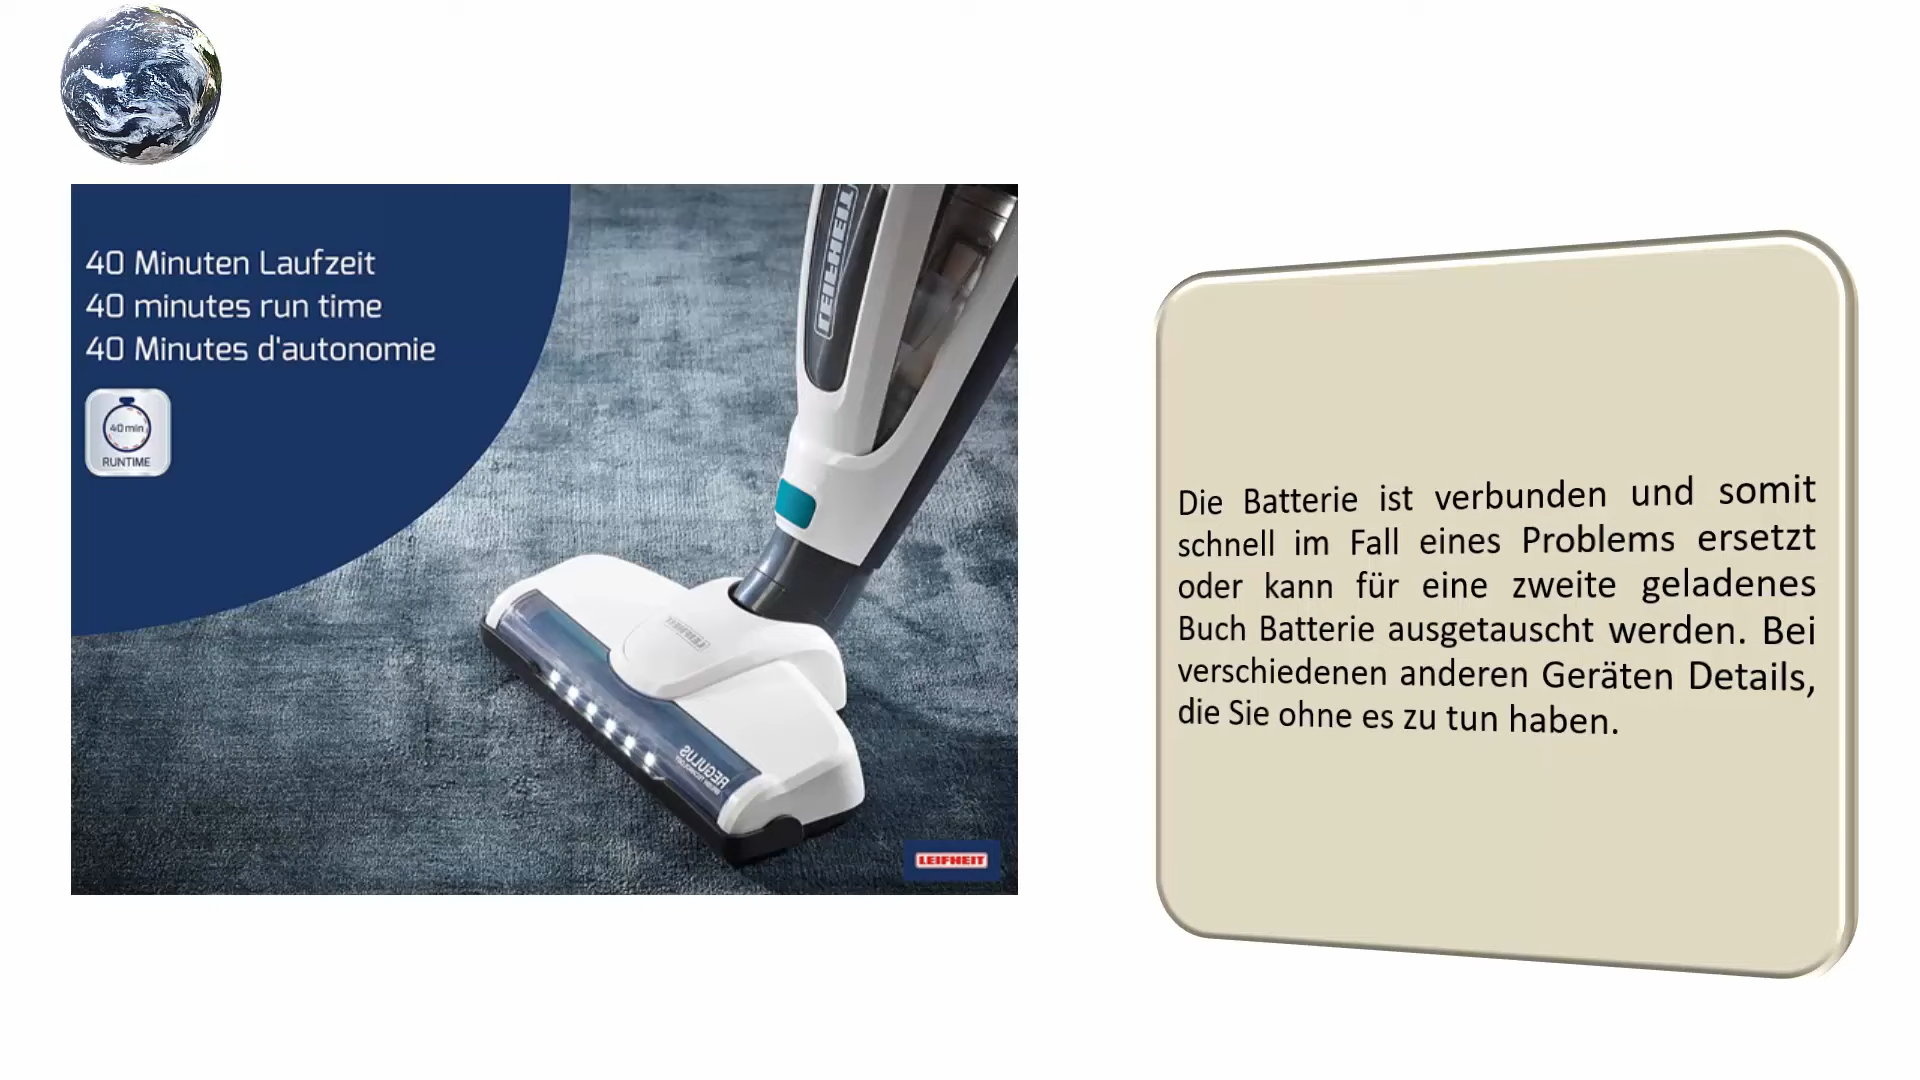 40 Minuten Laufzeit
40 minutes run time
40 Minutes d'autonomie
40 min
RUNTIME
LEIFHEIT
LEIFHEIT
REGULUS
LEIFHEIT
Die Batterie ist verbunden und somit
schnell im Fall eines Problems ersetzt
oder kann für eine zweite geladenes
Buch Batterie ausgetauscht werden. Bei
verschiedenen anderen Geräten Details,
die Sie ohne es zu tun haben.